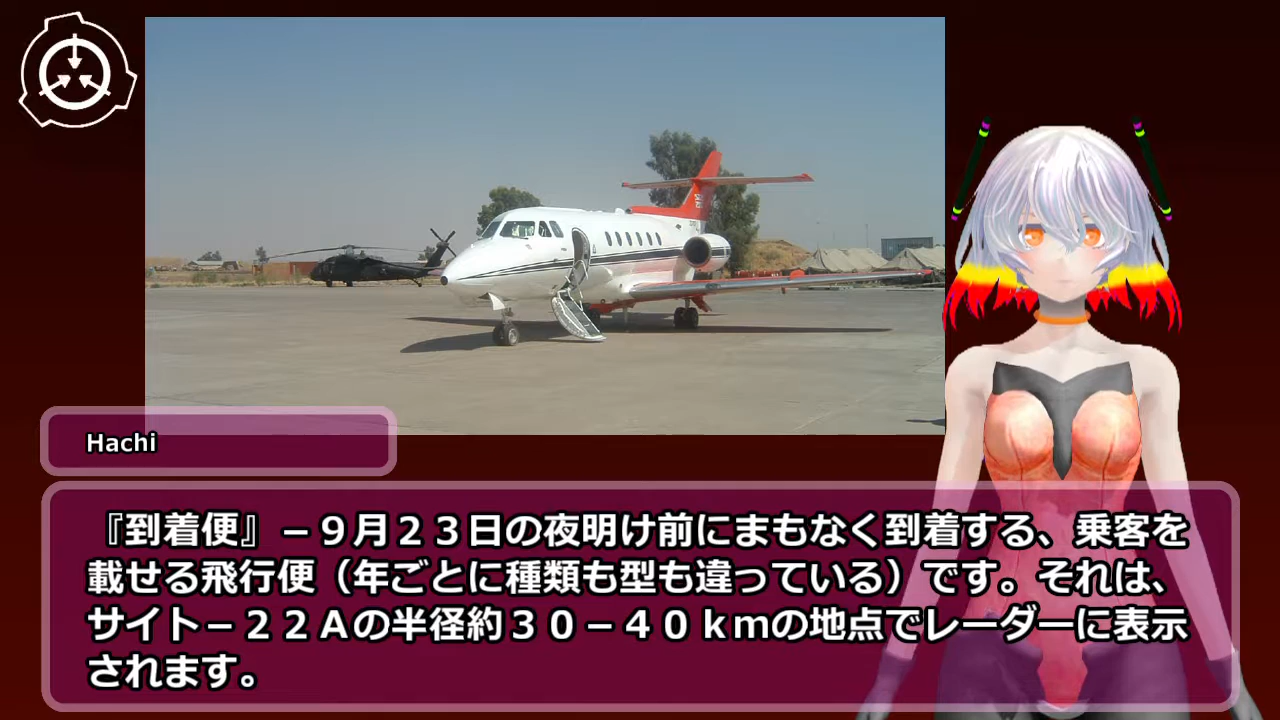 Hachi
『到着便』－９月２３日の夜明け前にまもなく到着する、乗客を
載せる飛行便（年ごとに種類も型も違っている）です。それは、
サイト－２２Aの半径約３０－４０ｋｍの地点でレーダーに表示
されます。